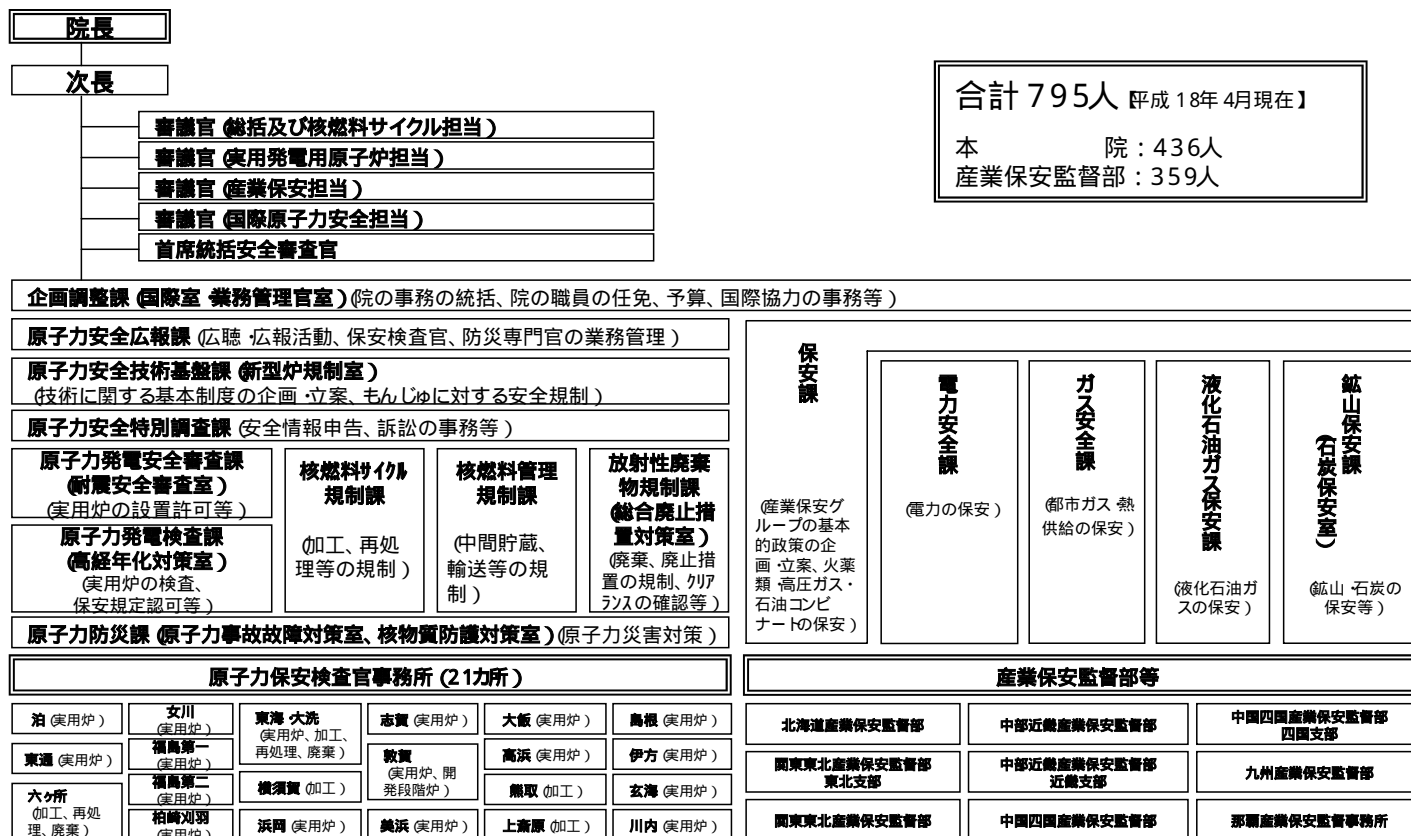 院長
次長
審議官(総括及び核燃料サイクル担当)
審議官(実用発電用原子炉担当)
審議官(産業保安担当)
審議官(国際原子力安全担当)
首席統括安全審査官
合計795人【平成18年4月現在】
本　　　　院:436人
産業保安監督部:359人
企画調整課(国際室・業務管理官室)(院の事務の統括、院の職員の任免、予算、国際協力の事務等)
原子力安全広報課(広聴・広報活動、保安検査官、防災専門官の業務管理)
原子力安全技術基盤課(新型炉規制室)
(技術に関する基本制度の企画・立案、もんじゅに対する安全規制)
原子力安全特別調査課(安全情報申告、訴訟の事務等)
原子力発電安全審査課
(耐震安全審査室)
(実用炉の設置許可等)
原子力発電検査課
(高経年化対策室)
(実用炉の検査、
保安規定認可等)
核燃料サイクル
規制課
(加工、再処
理等の規制)
核燃料管理
規制課
(中間貯蔵、
輸送等の規
制)
放射性廃棄
物規制課
(総合廃止措
置対策室)
(廃棄、廃止措
置の規制、クリア
ランスの確認等)
原子力防災課(原子力事故故障対策室、核物質防護対策室)(原子力災害対策)
保安課
(産業保安グ
ループの基本
的政策の企
画・立案、火薬
類・高圧ガス・
石油コンビ
ナートの保安)
電力安全課
(電力の保安)
ガス安全課
(都市ガス・熱
供給の保安)
液化石油ガス保安課
(液化石油ガ
スの保安)
鉱山保安課
(石炭保安室)
(鉱山・石炭の
保安等)
原子力保安検査官事務所(21カ所)
泊(実用炉)
東通(実用炉)
六ヶ所
(加工、再処
理、廃棄)
女川
(実用炉)
福島第一
(実用炉)
福島第二
(実用炉)
柏崎刈羽
(実用炉)
東海・大洗
(実用炉、加工、
再処理、廃棄)
横須賀(加工)
浜岡(実用炉)
志賀(実用炉)
敦賀
(実用炉、開
発段階炉)
美浜(実用炉)
大飯(実用炉)
高浜(実用炉)
熊取(加工)
上斎原(加工)
島根(実用炉)
伊方(実用炉)
玄海(実用炉)
川内(実用炉)
産業保安監督部等
北海道産業保安監督部
関東東北産業保安監督部
東北支部
関東東北産業保安監督部
中部近畿産業保安監督部
中部近畿産業保安監督部
近畿支部
中国四国産業保安監督部
中国四国産業保安監督部
四国支部
九州産業保安監督部
那覇産業保安監督事務所